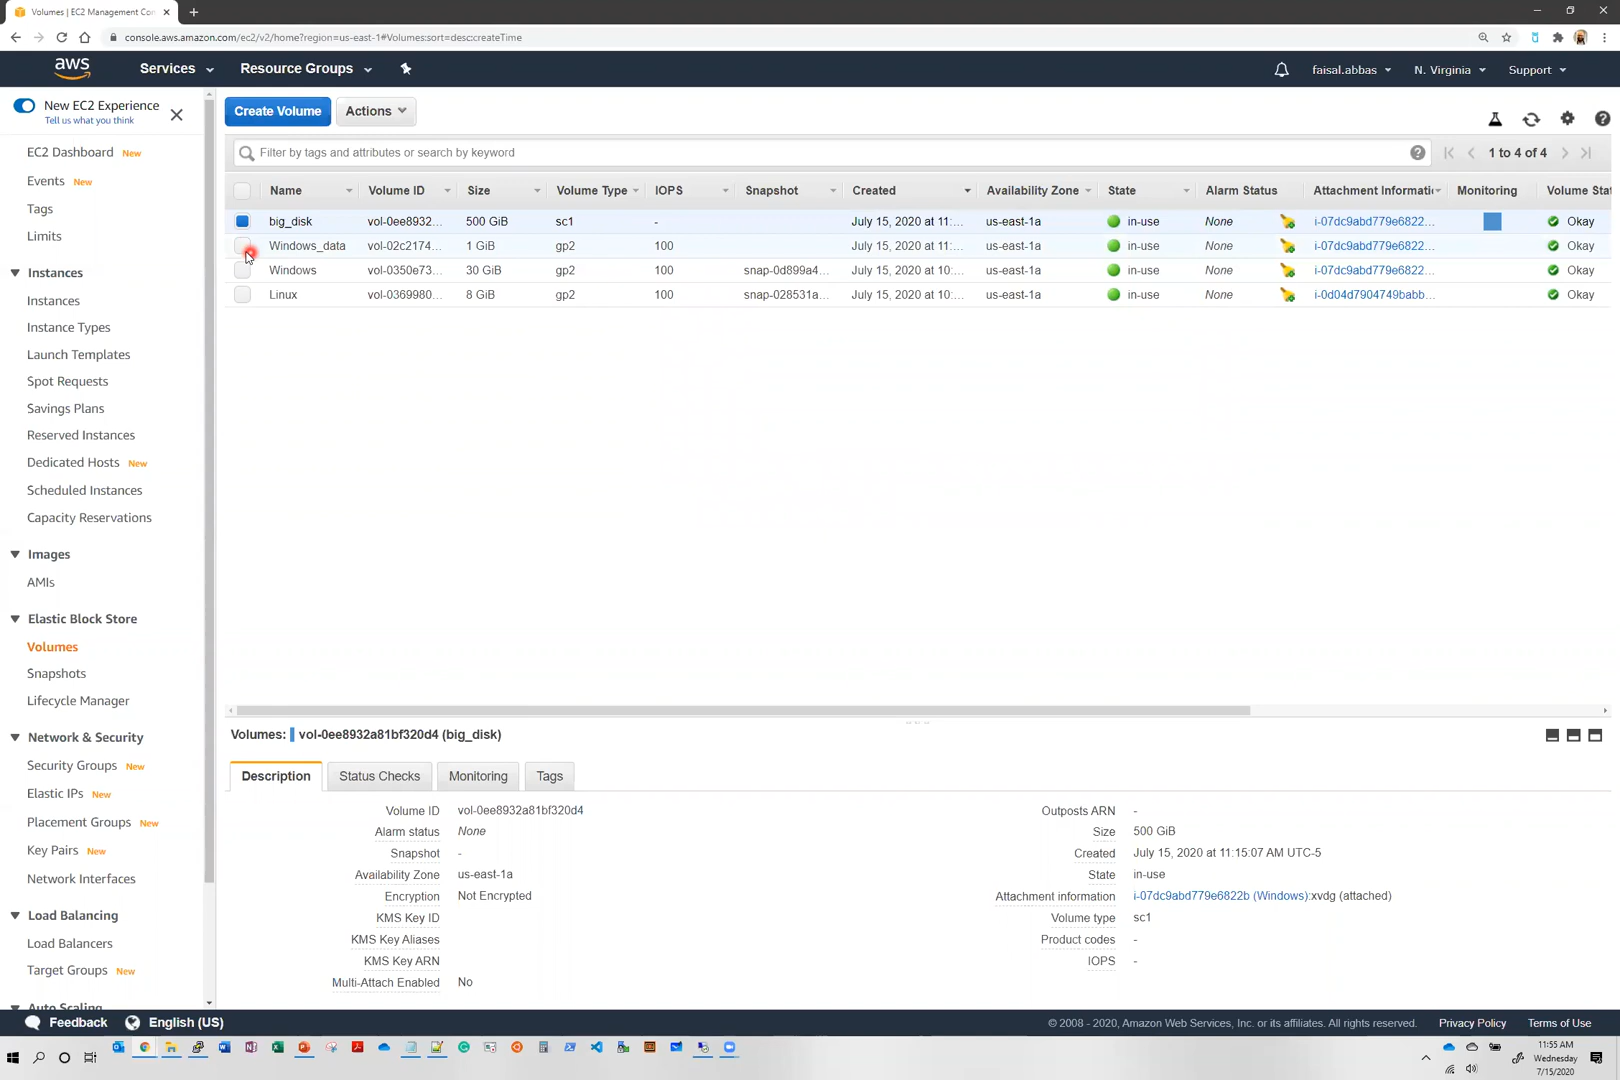 Volumes | EC2 Management Con
console.aws.amazon.com/ec2/v2/home?region=us-east-1#Volumes:sort=desc:createTime
aws Services Resource Groups faisal.abbas N. Virginia Support
New EC2 Experience
Tell us what you think
EC2 Dashboard New
Events New
Tags
Limits
Instances
Instances
Instance Types
Launch Templates
Spot Requests
Savings Plans
Reserved Instances
Dedicated Hosts New
Scheduled Instances
Capacity Reservations
Images
AMIs
Elastic Block Store
Volumes
Snapshots
Lifecycle Manager
Network & Security
Security Groups New
Elastic IPs New
Placement Groups New
Key Pairs New
Network Interfaces
Load Balancing
Load Balancers
Target Groups New
Auto Scaling
Create Volume Actions
Filter by tags and attributes or search by keyword 1 to 4 of 4
Name Volume ID Size Volume Type IOPS Snapshot Created Availability Zone State Alarm Status Attachment Informati Monitoring Volume Stat
big_disk vol-0ee8932... 500 GiB sc1 - July 15, 2020 at 11:... us-east-1a in-use None i-07dc9abd779e6822... Okay
Windows_data vol-02c2174... 1 GiB gp2 100 July 15, 2020 at 11:... us-east-1a in-use None i-07dc9abd779e6822... Okay
Windows vol-0350e73... 30 GiB gp2 100 snap-0d899a4... July 15, 2020 at 10:... us-east-1a in-use None i-07dc9abd779e6822... Okay
Linux vol-0369980... 8 GiB gp2 100 snap-028531a... July 15, 2020 at 10:... us-east-1a in-use None i-0d04d7904749babb... Okay
Volumes: vol-0ee8932a81bf320d4 (big_disk)
Description Status Checks Monitoring Tags
Volume ID vol-0ee8932a81bf320d4
Alarm status None
Snapshot -
Availability Zone us-east-1a
Encryption Not Encrypted
KMS Key ID
KMS Key Aliases
KMS Key ARN
Multi-Attach Enabled No
Outposts ARN -
Size 500 GiB
Created July 15, 2020 at 11:15:07 AM UTC-5
State in-use
Attachment information i-07dc9abd779e6822b (Windows):xvdg (attached)
Volume type sc1
Product codes -
IOPS -
Feedback English (US) © 2008 - 2020, Amazon Web Services, Inc. or its affiliates. All rights reserved. Privacy Policy Terms of Use
11:55 AM
Wednesday
7/15/2020